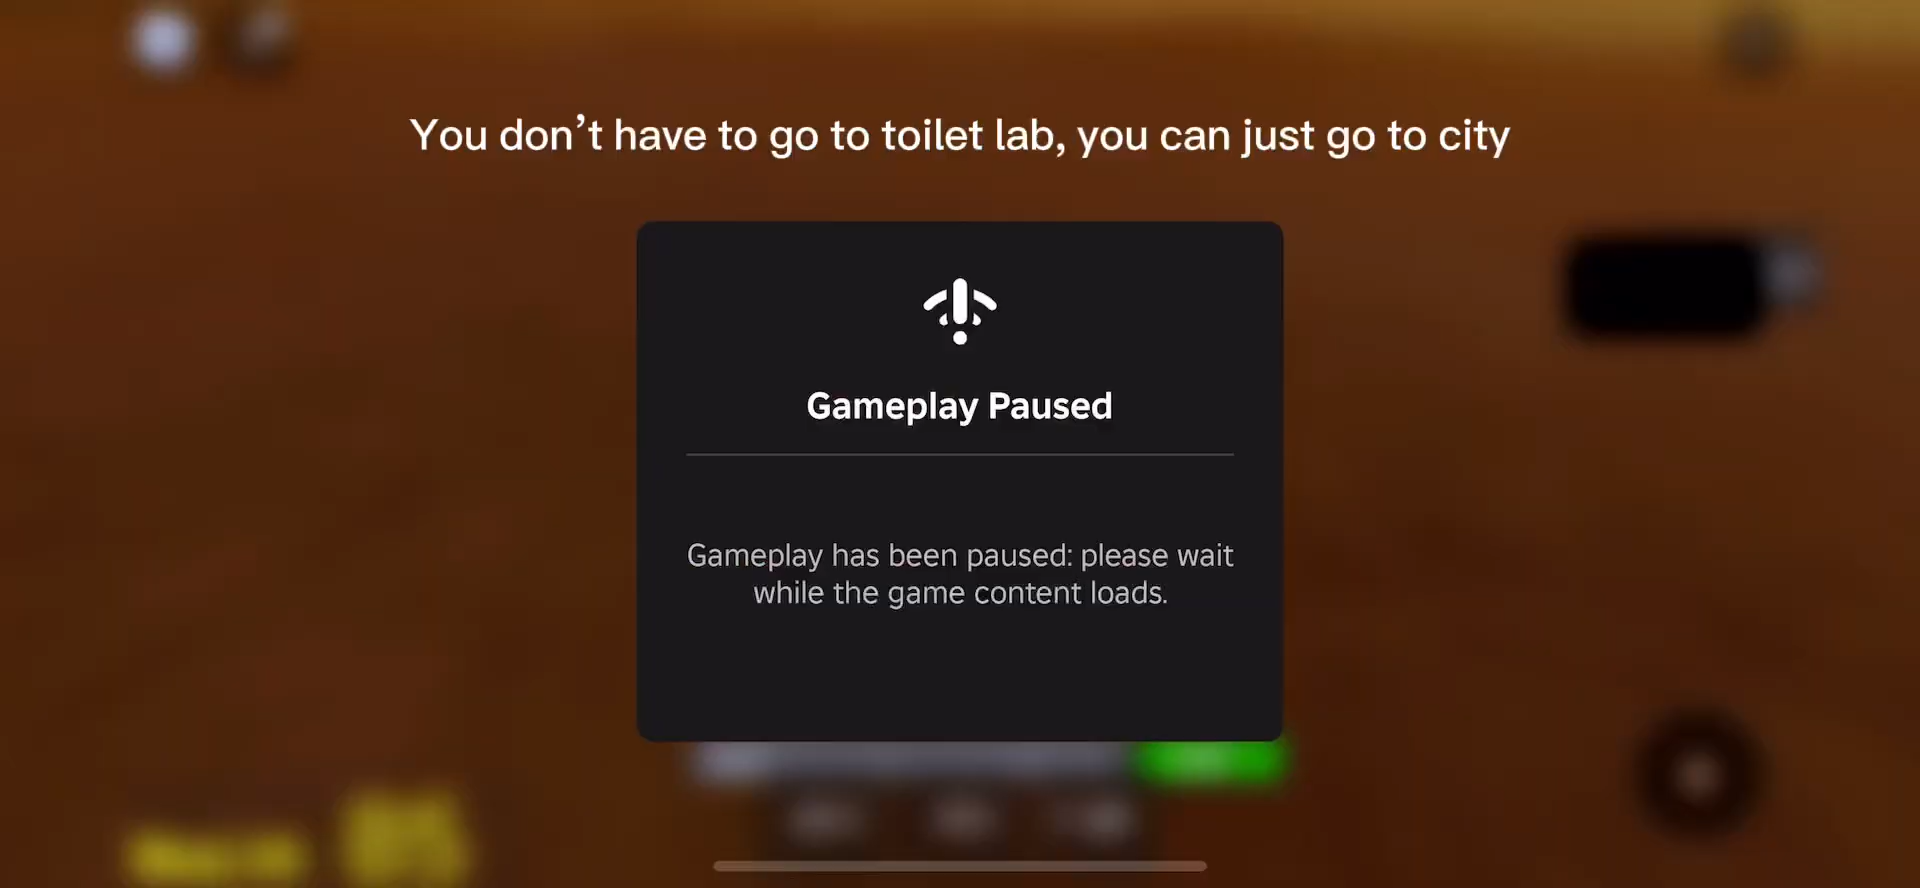 You don’t have to go to toilet lab, you can just go to city
Gameplay Paused
Gameplay has been paused: please wait
while the game content loads.